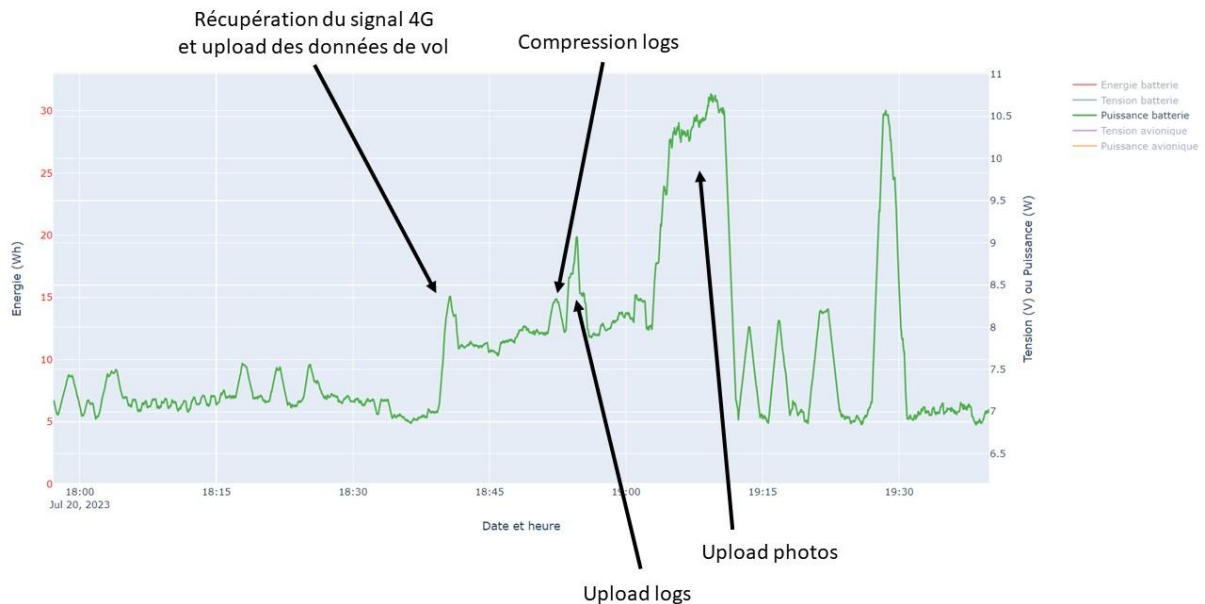 Récupération du signal 4G
et upload des données de vol
Compression logs
11
Energie batterie
Tension batterie
Puissance batterie
Tension avionique
Puissance avionique
30
10.5
10
25
9.5
20
9
15
8.5
8
10
7.5
5
7
6.5
0
Energie (Wh)
Tension (V) ou Puissance (W)
18:00
18:15
18:30
18:45
19:00
19:15
19:30
Jul 20, 2023
Date et heure
Upload photos
Upload logs